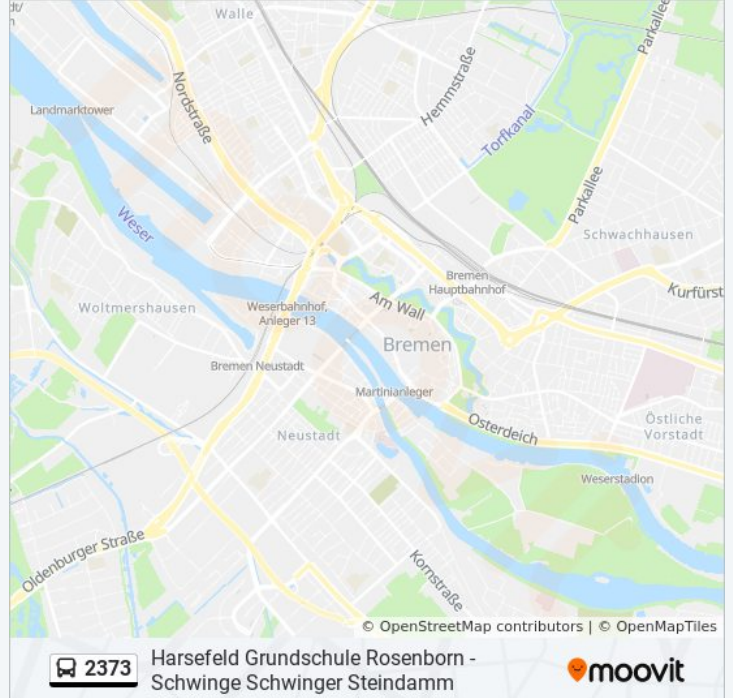 dt/
Walle
Parkallee
Hemmstraße
Nordstraße
Landmarktower
Torfkanal
Parkallee
Weser
Schwachhausen
Bremen
Hauptbahnhof
Kurfürst
Am Wall
Woltmershausen
Weserbahnhof,
Anleger 13
Bremen
Bremen Neustadt
Martinianleger
Osterdeich
Östliche
Vorstadt
Neustadt
Weserstadion
Oldenburger Straße
Kornstraße
© OpenStreetMap contributors | © OpenMapTiles
2373
Harsefeld Grundschule Rosenborn -
Schwinge Schwinger Steindamm
moovit